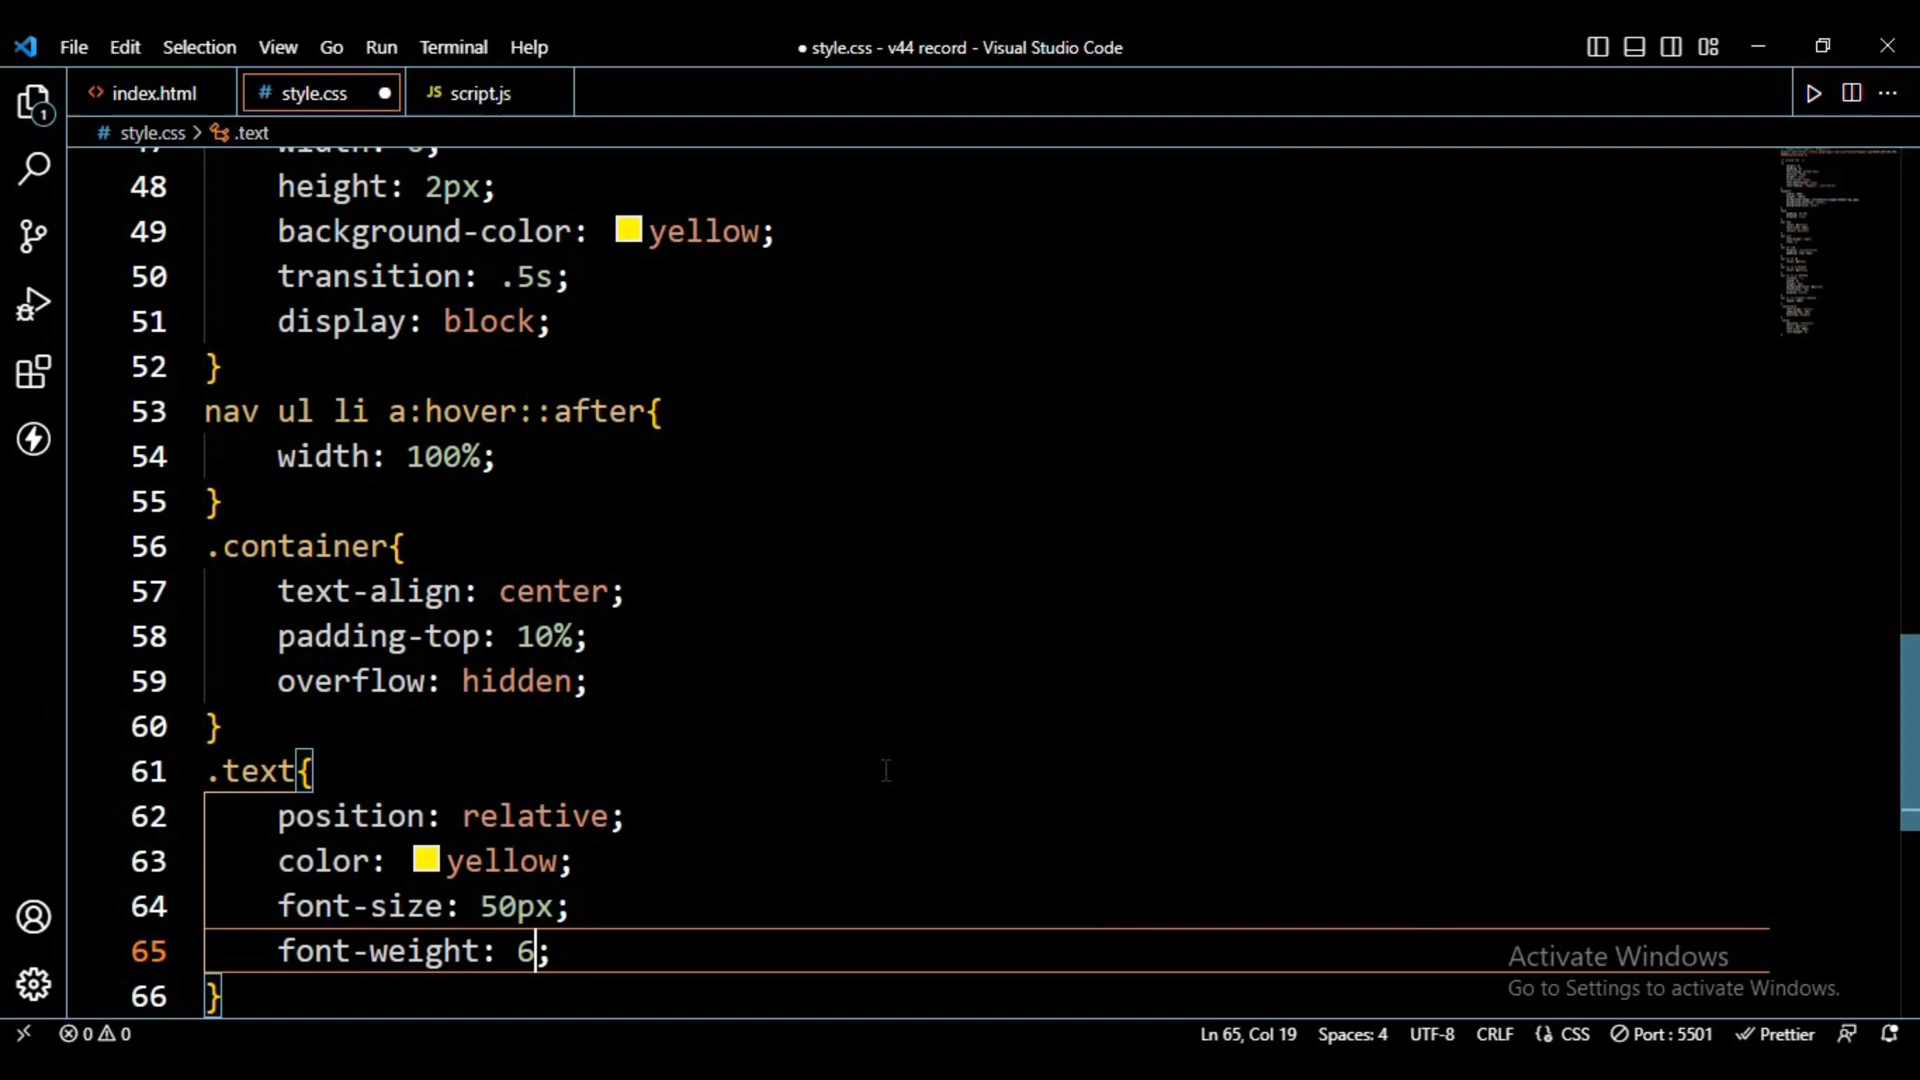 File Edit Selection View Go Run Terminal Help
● style.css - v44 record - Visual Studio Code
1
<> index.html
# style.css ●
JS script.js
# style.css > .text
48 height: 2px;
49 background-color: yellow;
50 transition: .5s;
51 display: block;
52 }
53 nav ul li a:hover::after{
54 width: 100%;
55 }
56 .container{
57 text-align: center;
58 padding-top: 10%;
59 overflow: hidden;
60 }
61 .text{
62 position: relative;
63 color: yellow;
64 font-size: 50px;
65 font-weight: 6;
66 }
Activate Windows
Go to Settings to activate Windows.
0 0
Ln 65, Col 19 Spaces: 4 UTF-8 CRLF {} CSS Port : 5501 Prettier